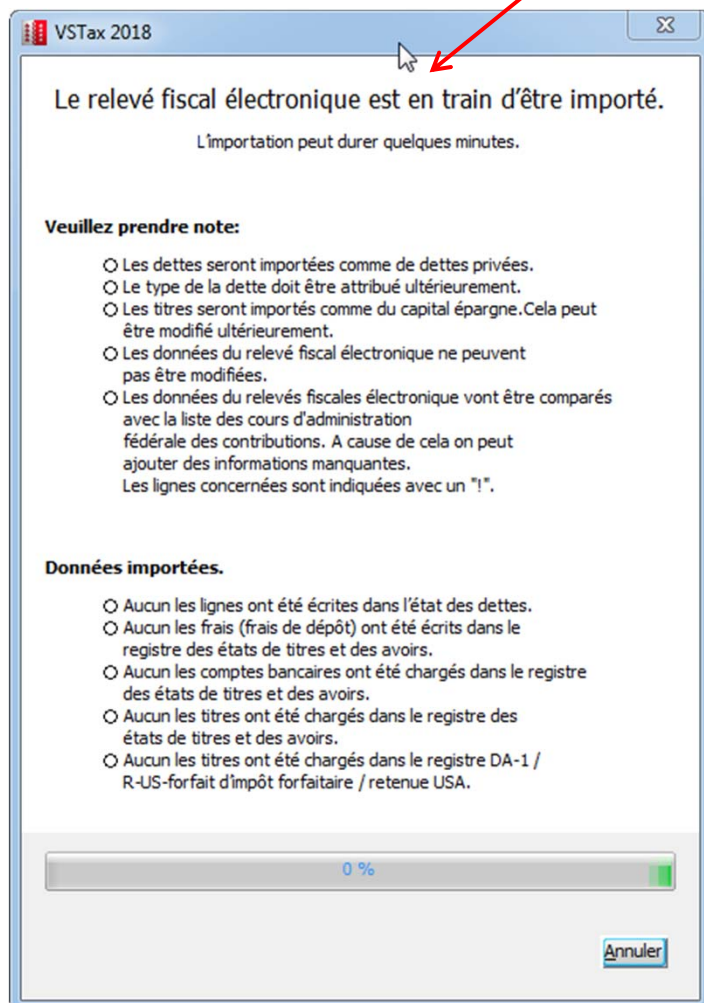 VSTax 2018
Le relevé fiscal électronique est en train d'être importé.
L'importation peut durer quelques minutes.
Veuillez prendre note:
Les dettes seront importées comme de dettes privées.
Le type de la dette doit être attribué ultérieurement.
Les titres seront importés comme du capital épargne.Cela peut
être modifié ultérieurement.
Les données du relevé fiscal électronique ne peuvent
pas être modifiées.
Les données du relevés fiscales électronique vont être comparés
avec la liste des cours d'administration
fédérale des contributions. A cause de cela on peut
ajouter des informations manquantes.
Les lignes concernées sont indiquées avec un "!".
Données importées.
Aucun les lignes ont été écrites dans l'état des dettes.
Aucun les frais (frais de dépôt) ont été écrits dans le
registre des états de titres et des avoirs.
Aucun les comptes bancaires ont été chargés dans le registre
des états de titres et des avoirs.
Aucun les titres ont été chargés dans le registre des
états de titres et des avoirs.
Aucun les titres ont été chargés dans le registre DA-1 /
R-US-forfait d'impôt forfaitaire / retenue USA.
0 %
Annuler